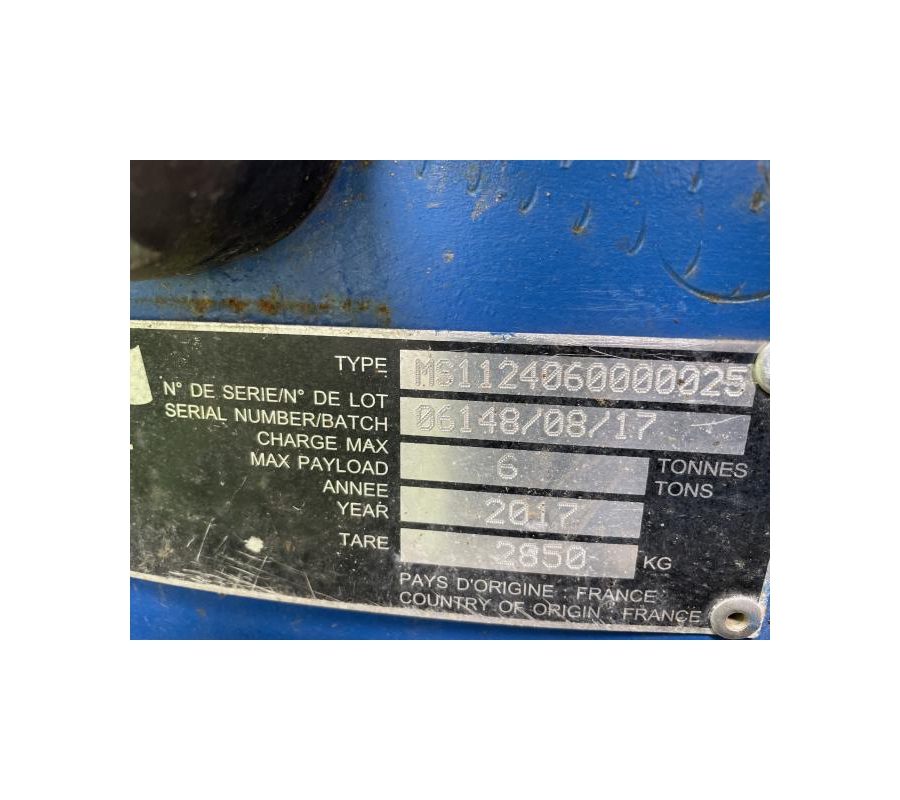 TYPE MS1124060000025
N° DE SERIE/N° DE LOT
SERIAL NUMBER/BATCH 06148/08/17
CHARGE MAX
MAX PAYLOAD 6 TONNES
TONS
ANNEE
YEAR 2017
TARE 2850 KG
PAYS D'ORIGINE : FRANCE
COUNTRY OF ORIGIN : FRANCE